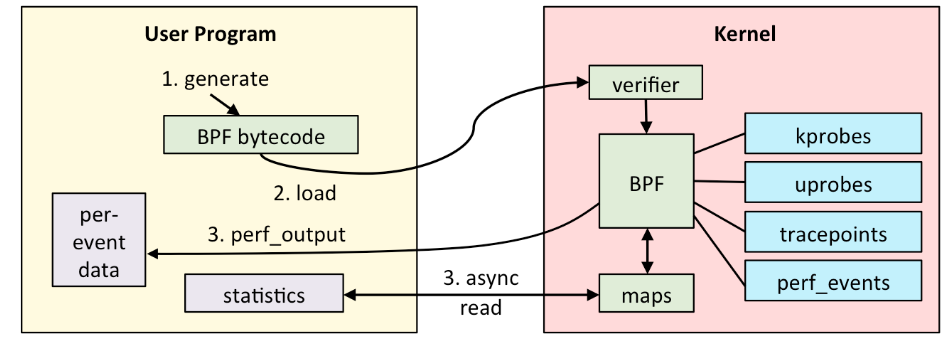 User Program
1. generate
BPF bytecode
2. load
per-
event
data
3. perf_output
statistics
3. async
read
Kernel
verifier
BPF
maps
kprobes
uprobes
tracepoints
perf_events